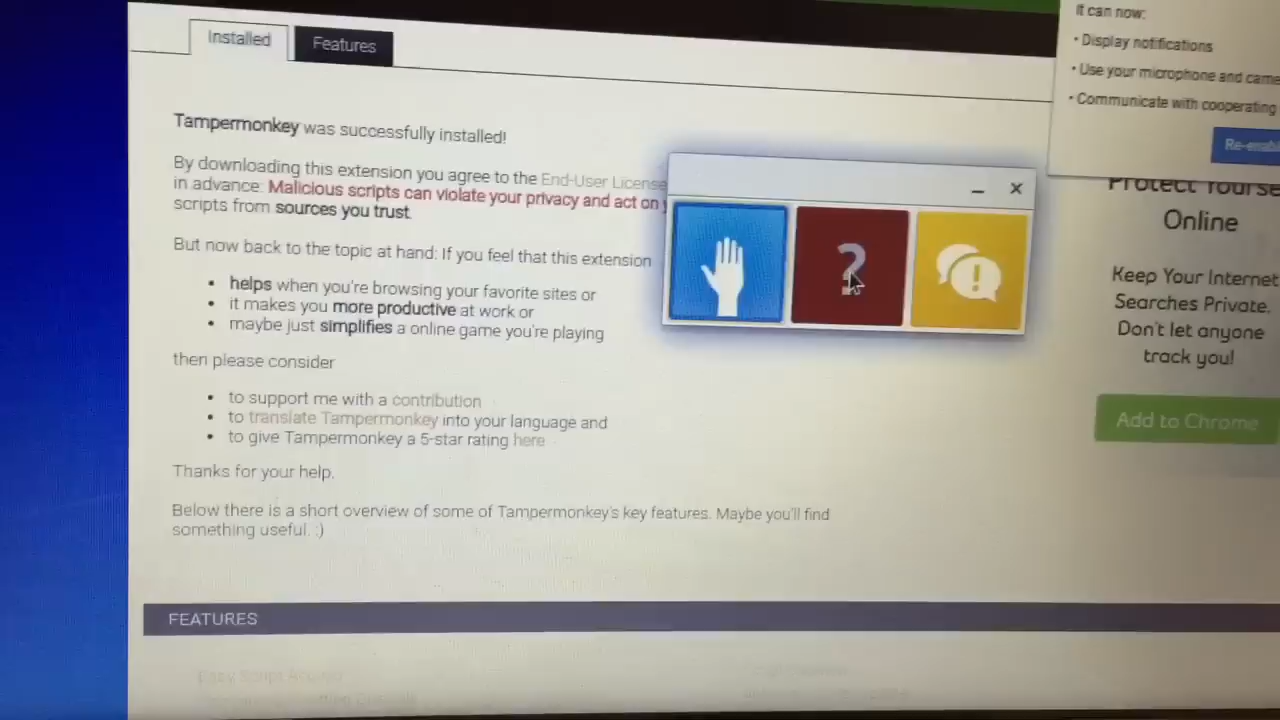 Installed
Features
It can now:
• Display notifications
• Use your microphone and
• Communicate with cooperating
Tampermonkey was successfully installed!
By downloading this extension you agree to the End-User License
in advance: Malicious scripts can violate your privacy and act on
scripts from sources you trust.
But now back to the topic at hand: If you feel that this extension
• helps when you're browsing your favorite sites or
• it makes you more productive at work or
• maybe just simplifies a online game you're playing
then please consider
• to support me with a contribution
• to translate Tampermonkey into your language and
• to give Tampermonkey a 5-star rating here
Thanks for your help.
Below there is a short overview of some of Tampermonkey's key features. Maybe you'll find
something useful. :)
FEATURES
?
!
Protect
Online
Keep Your Internet
Searches Private.
Don't let anyone
track you!
Add to Chrome